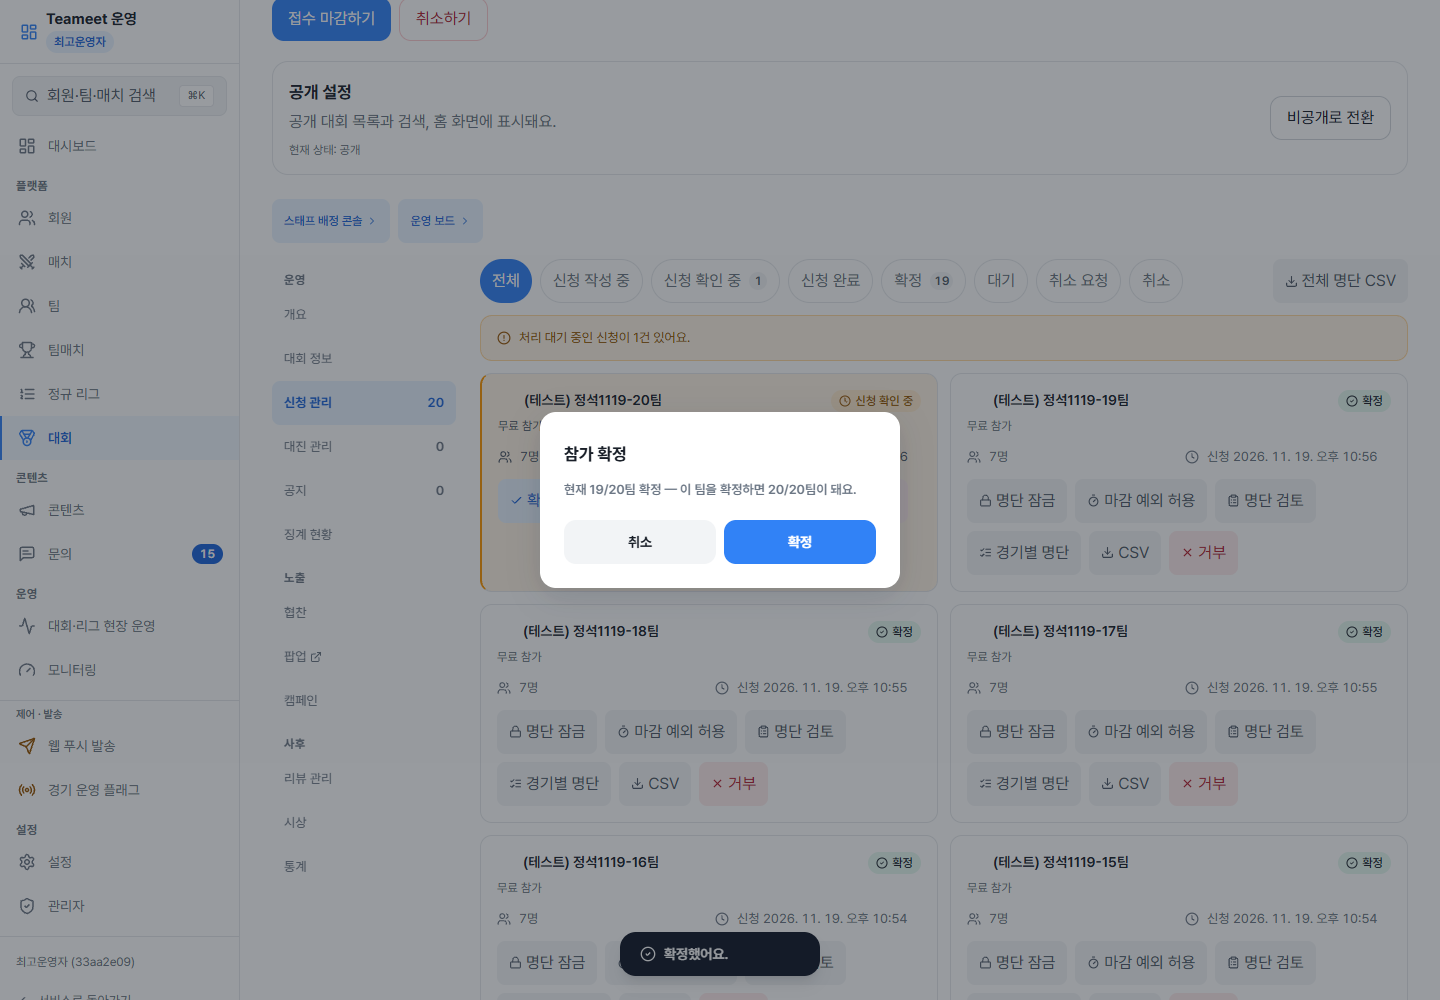 Teameet 운영
최고운영자
회원·팀·매치 검색 ⌘K
대시보드
플랫폼
회원
매치
팀
팀매치
정규 리그
대회
콘텐츠
콘텐츠
문의 15
운영
대회·리그 현장 운영
모니터링
제어 · 발송
웹 푸시 발송
경기 운영 플래그
설정
설정
관리자
최고운영자 (33aa2e09)
접수 마감하기 취소하기
공개 설정
공개 대회 목록과 검색, 홈 화면에 표시돼요.
현재 상태: 공개
비공개로 전환
스태프 배정 콘솔 운영 보드
운영
개요
대회 정보
신청 관리 20
대진 관리 0
공지 0
징계 현황
노출
협찬
팝업
캠페인
사후
리뷰 관리
시상
통계
전체 신청 작성 중 신청 확인 중 1 신청 완료 확정 19 대기 취소 요청 취소 전체 명단 CSV
처리 대기 중인 신청이 1건 있어요.
(테스트) 정석1119-20팀 신청 확인 중
무료 참가
7명
(테스트) 정석1119-19팀 확정
무료 참가
7명 신청 2026. 11. 19. 오후 10:56
명단 잠금 마감 예외 허용 명단 검토
경기별 명단 CSV 거부
참가 확정
현재 19/20팀 확정 — 이 팀을 확정하면 20/20팀이 돼요.
취소 확정
(테스트) 정석1119-18팀 확정
무료 참가
7명 신청 2026. 11. 19. 오후 10:55
명단 잠금 마감 예외 허용 명단 검토
경기별 명단 CSV 거부
(테스트) 정석1119-17팀 확정
무료 참가
7명 신청 2026. 11. 19. 오후 10:55
명단 잠금 마감 예외 허용 명단 검토
경기별 명단 CSV 거부
(테스트) 정석1119-16팀 확정
무료 참가
7명 신청 2026. 11. 19. 오후 10:54
명단 잠금
(테스트) 정석1119-15팀 확정
무료 참가
7명 신청 2026. 11. 19. 오후 10:54
명단 잠금 마감 예외 허용 명단 검토
확정했어요.